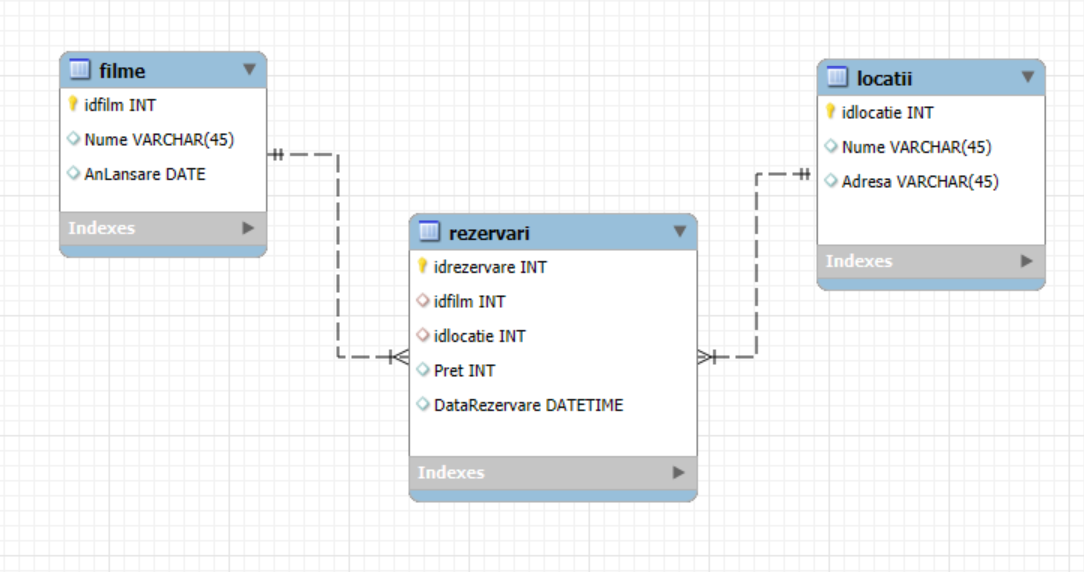 filme
idfilm INT
Nume VARCHAR(45)
AnLansare DATE
Indexes
rezervari
idrezervare INT
idfilm INT
idlocatie INT
Pret INT
DataRezervare DATETIME
Indexes
locatii
idlocatie INT
Nume VARCHAR(45)
Adresa VARCHAR(45)
Indexes